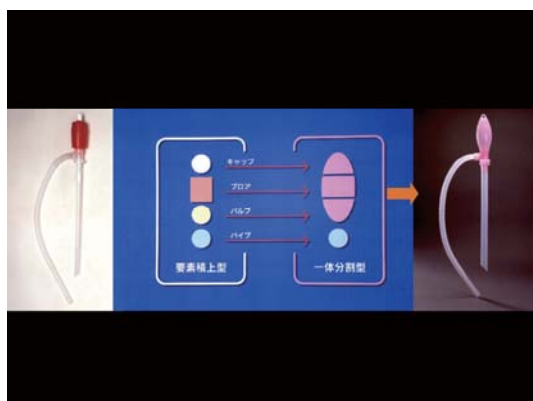 キャップ
ブロア
バルブ
パイプ
要素積上型
一体分割型